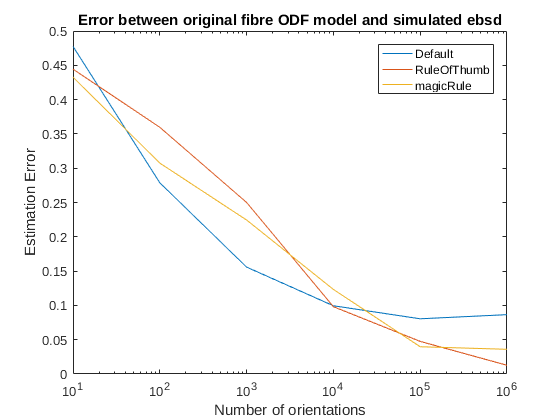 Error between original fibre ODF model and simulated ebsd
0.5
0.45
0.4
0.35
0.3
0.25
0.2
0.15
0.1
0.05
0
Estimation Error
Default
RuleOfThumb
magicRule
10^1 10^2 10^3 10^4 10^5 10^6
Number of orientations